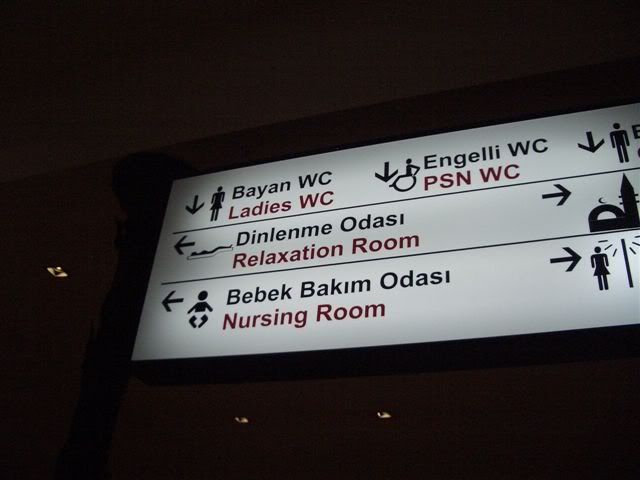 Bayan WC
Ladies WC
Engelli WC
PSN WC
Dinlenme Odası
Relaxation Room
Bebek Bakım Odası
Nursing Room